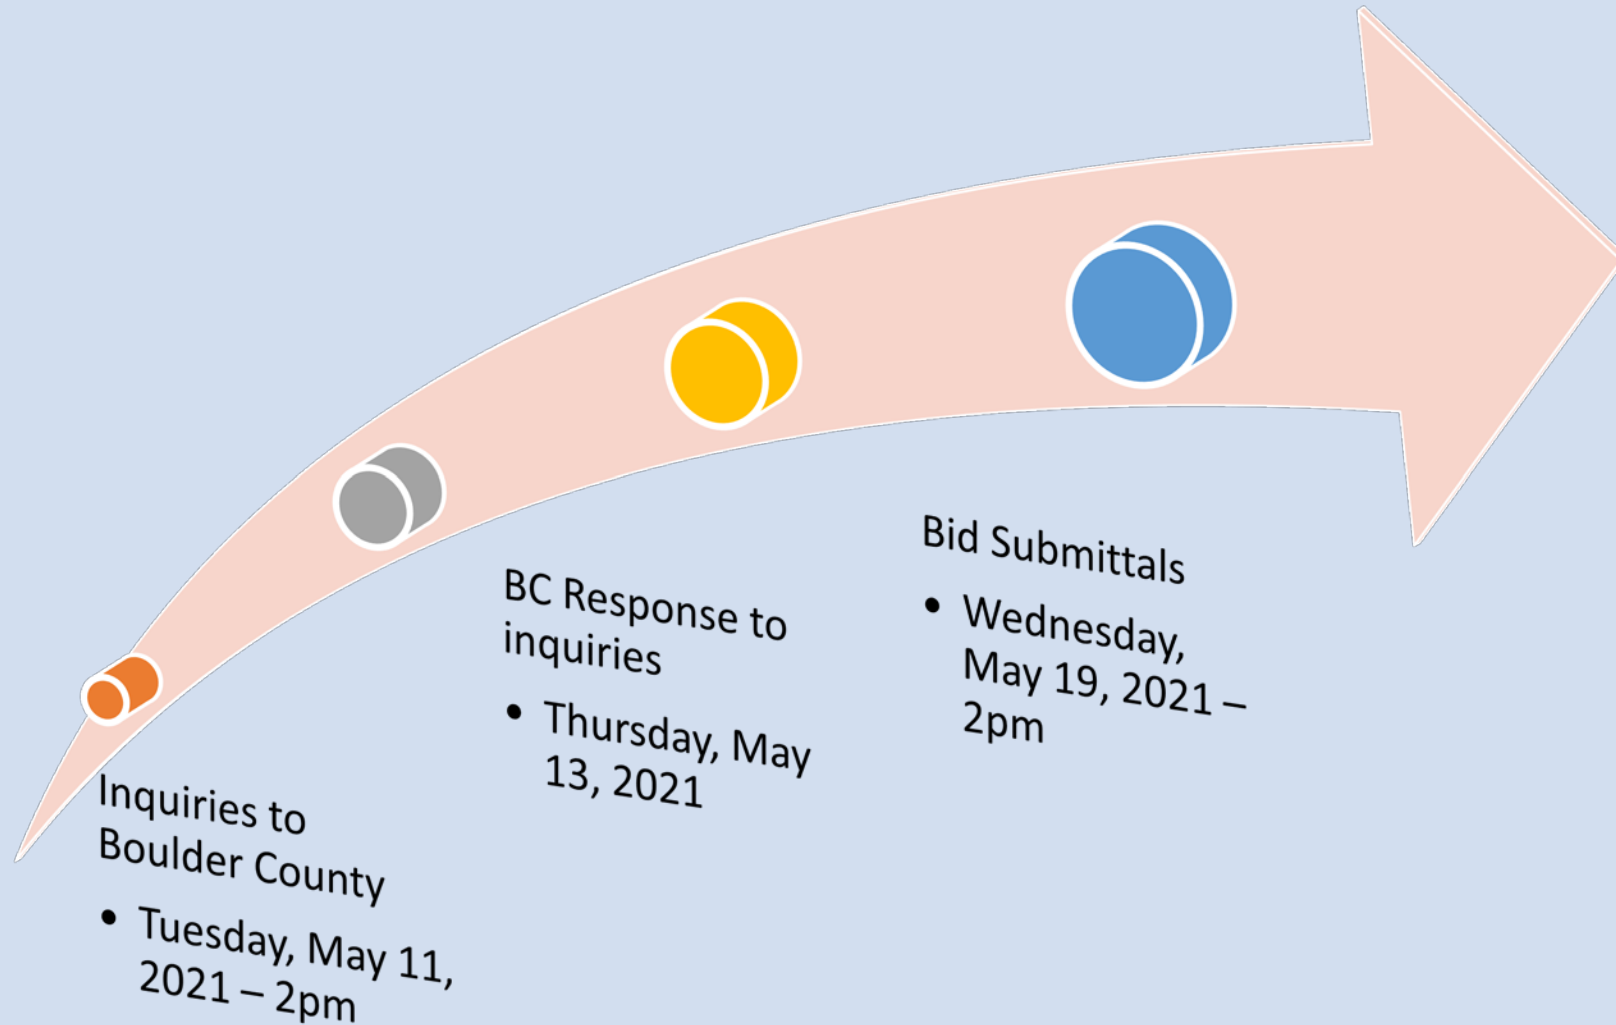 Inquiries to
Boulder County
• Tuesday, May 11,
2021 – 2pm
BC Response to
inquiries
• Thursday, May
13, 2021
Bid Submittals
• Wednesday,
May 19, 2021 –
2pm